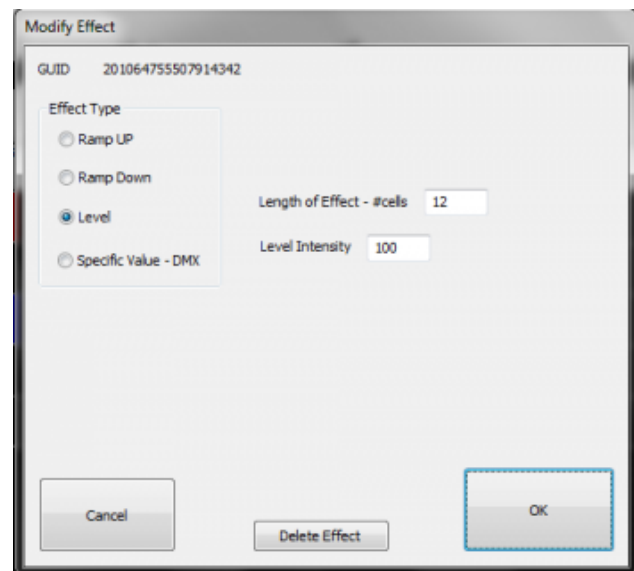 Modify Effect
GUID 201064755507914342
Effect Type
Ramp UP
Ramp Down
Level
Specific Value - DMX
Length of Effect - #cells 12
Level Intensity 100
Cancel
Delete Effect
OK